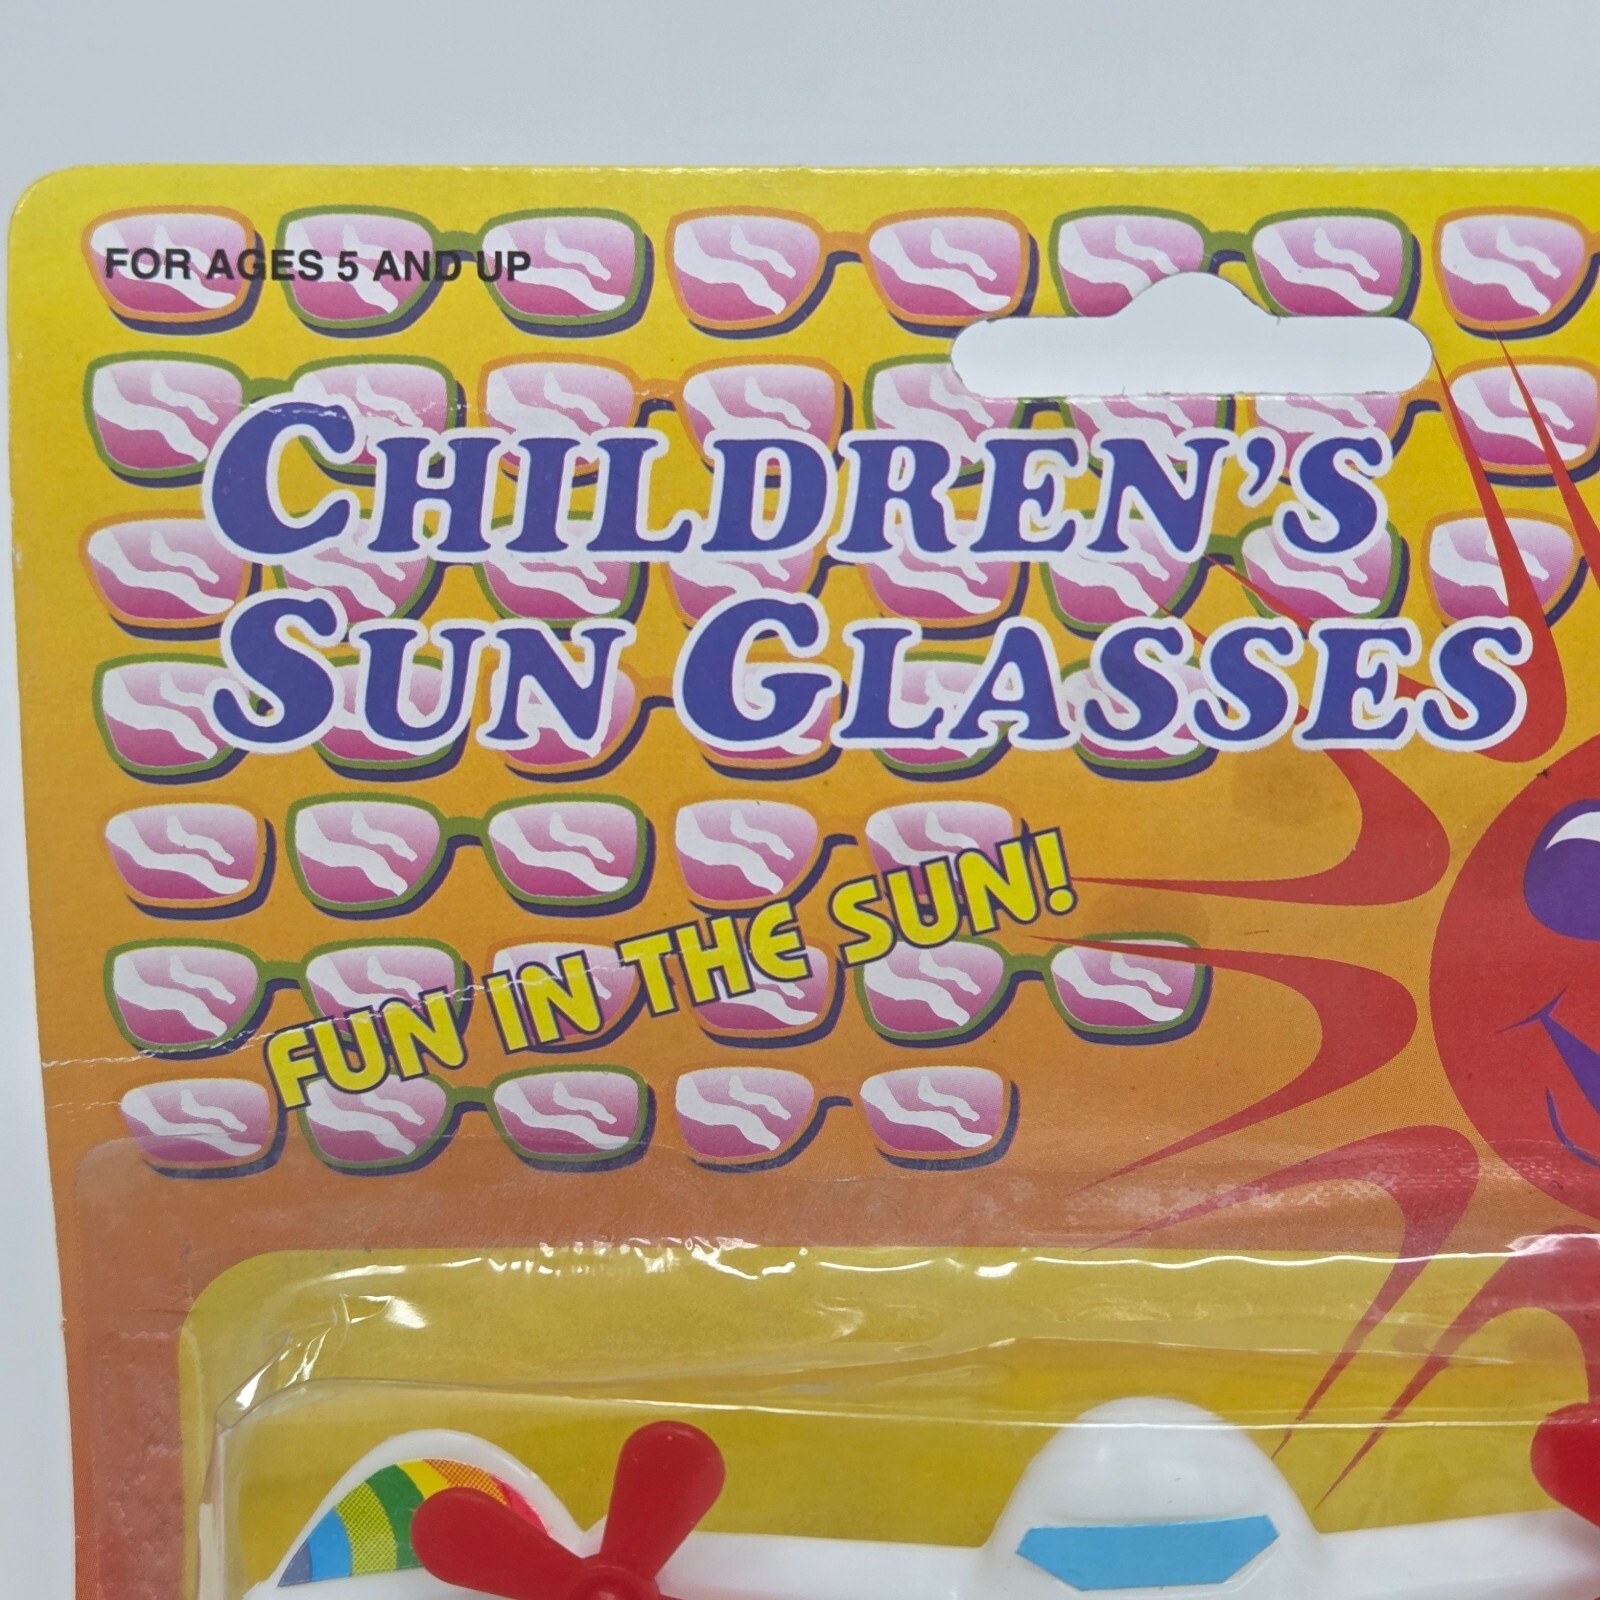 FOR AGES 5 AND UP
CHILDREN'S
SUN GLASSES
FUN IN THE SUN!